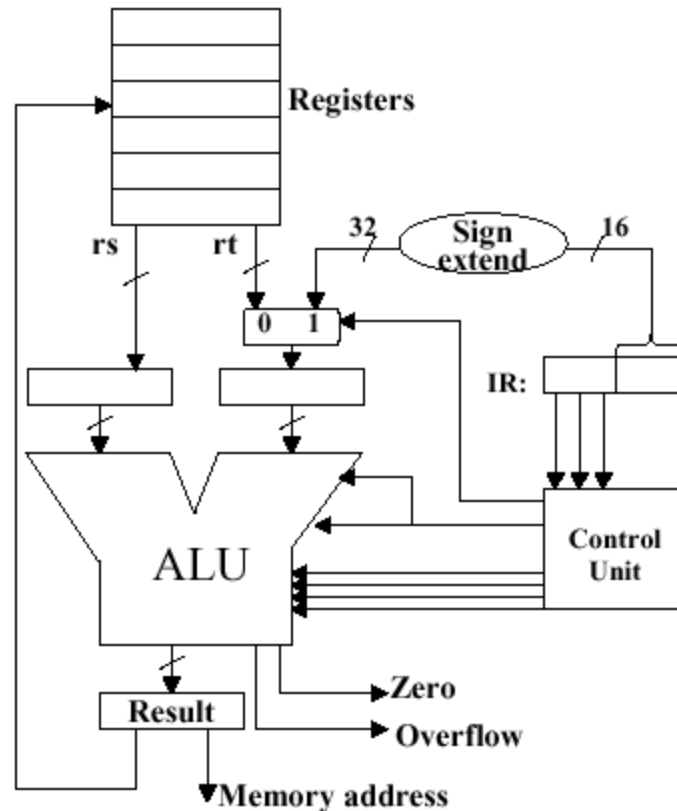 Registers
rs
rt
32
Sign
extend
16
0
1
IR:
ALU
Control
Unit
Zero
Result
Overflow
Memory address